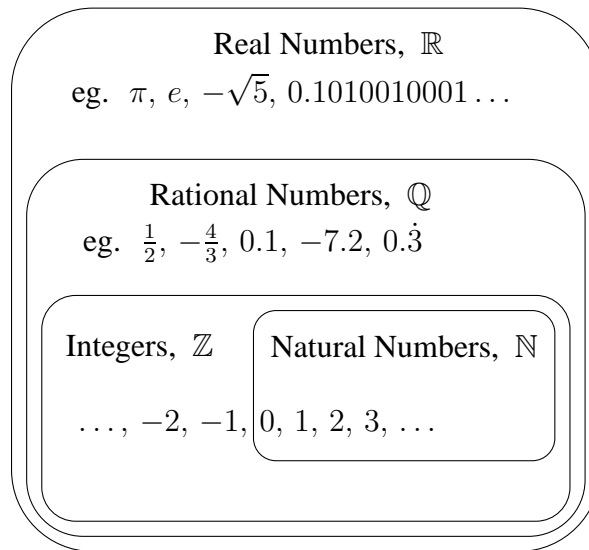 Real Numbers, ℝ
eg. π, e, −√5, 0.1010010001 …
Rational Numbers, ℚ
eg. 1/2, −4/3, 0.1, −7.2, 0.3̇
Integers, ℤ
Natural Numbers, ℕ
…, −2, −1, 0, 1, 2, 3, …